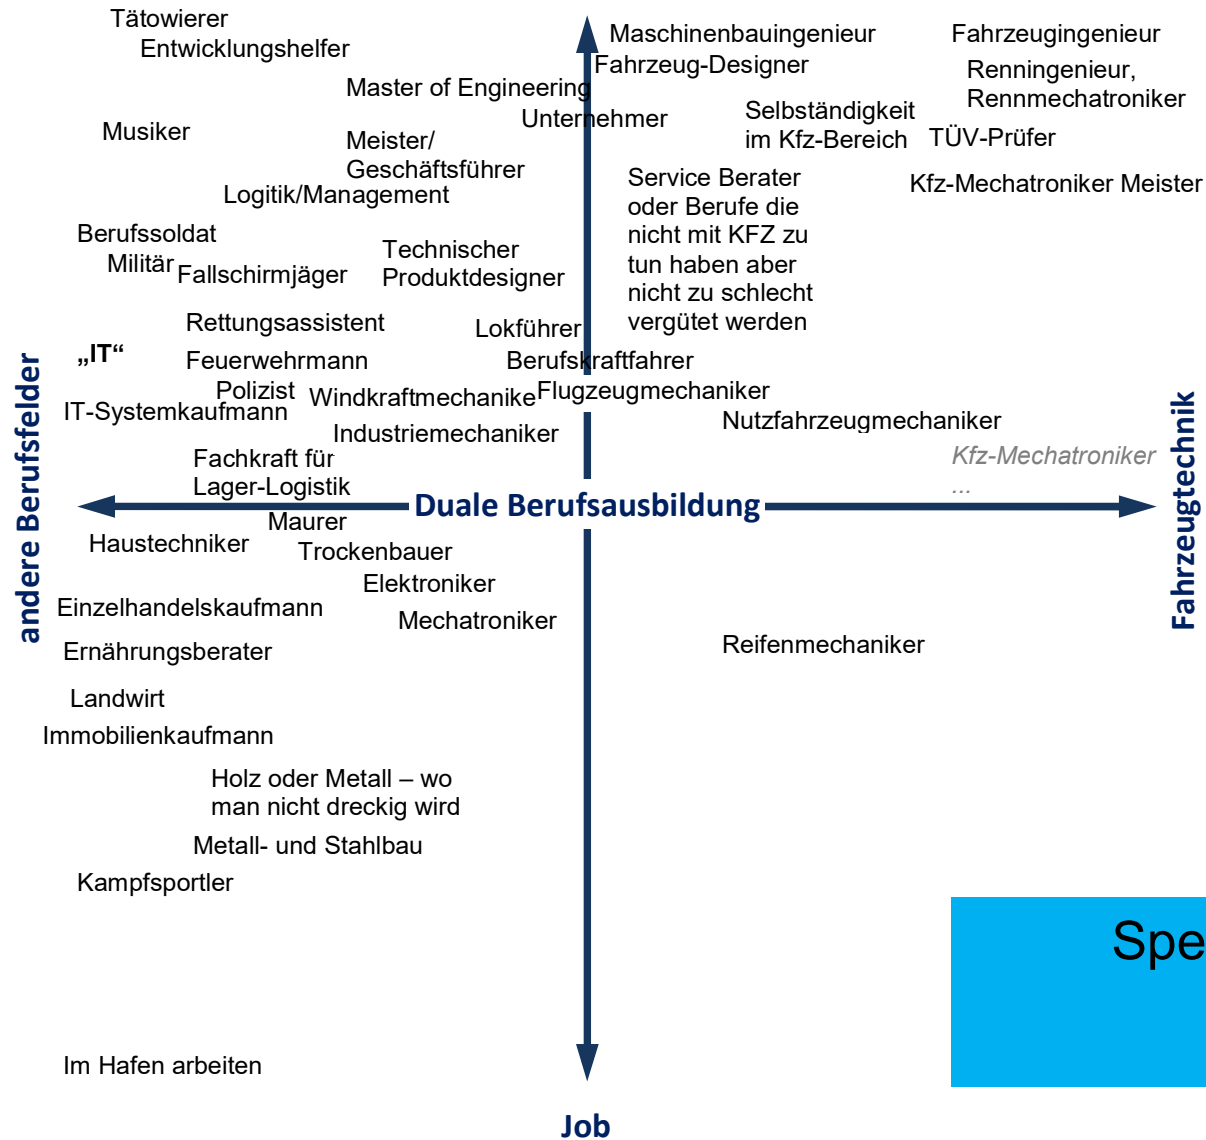 Tätowierer
Entwicklungshelfer
Maschinenbauingenieur
Fahrzeugingenieur
Fahrzeug-Designer
Renningenieur,
Rennmechatroniker
Master of Engineering
Unternehmer
Selbständigkeit
im Kfz-Bereich
TÜV-Prüfer
Musiker
Meister/
Geschäftsführer
Logitik/Management
Service Berater
oder Berufe die
nicht mit KFZ zu
tun haben aber
nicht zu schlecht
vergütet werden
Kfz-Mechatroniker Meister
Berufssoldat
Militär
Fallschirmjäger
Technischer
Produktdesigner
Rettungsassistent
Lokführer
„IT“
Feuerwehrmann
Berufskraftfahrer
Polizist
Windkraftmechanike
Flugzeugmechaniker
IT-Systemkaufmann
Industriemechaniker
Nutzfahrzeugmechaniker
Fachkraft für
Lager-Logistik
Kfz-Mechatroniker
...
andere Berufsfelder
Duale Berufsausbildung
Fahrzeugtechnik
Maurer
Haustechniker
Trockenbauer
Elektroniker
Einzelhandelskaufmann
Mechatroniker
Ernährungsberater
Reifenmechaniker
Landwirt
Immobilienkaufmann
Holz oder Metall – wo
man nicht dreckig wird
Metall- und Stahlbau
Kampfsportler
Spe
Im Hafen arbeiten
Job